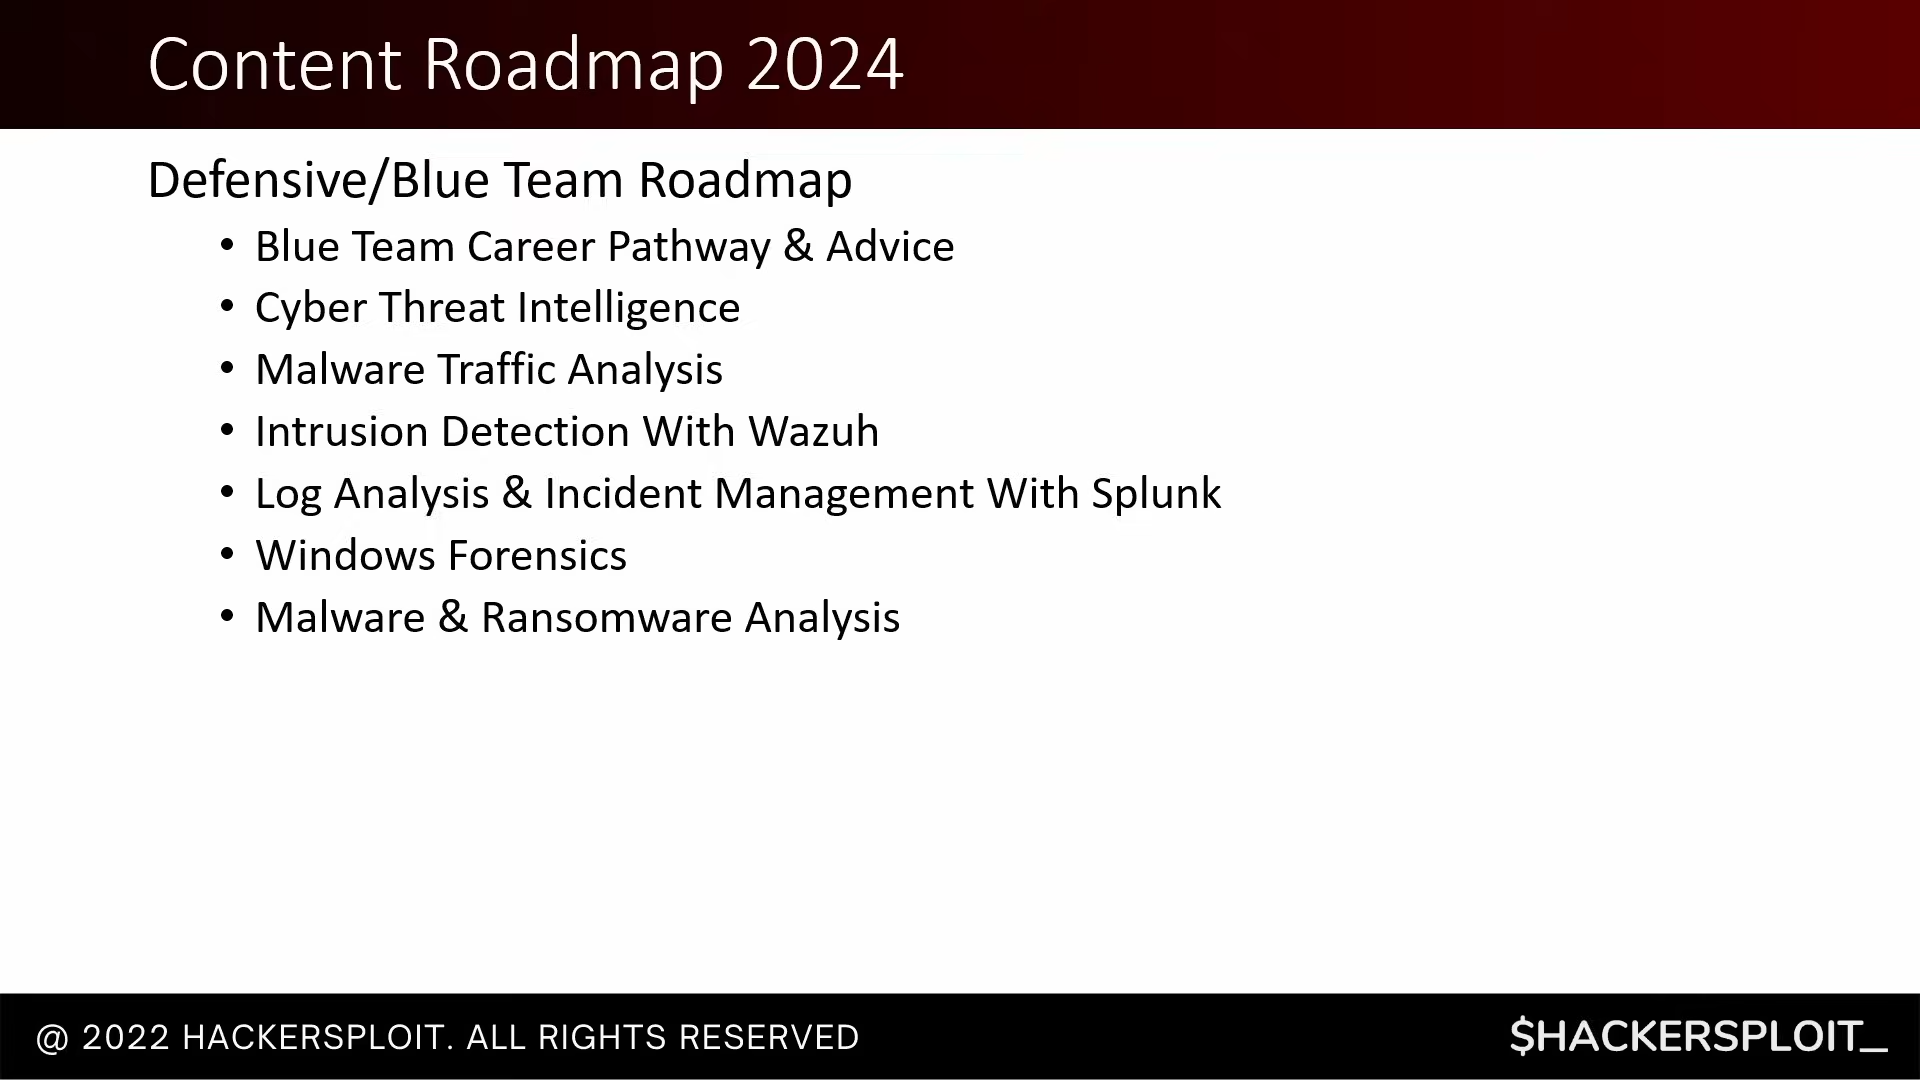 Content Roadmap 2024
Defensive/Blue Team Roadmap
• Blue Team Career Pathway & Advice
• Cyber Threat Intelligence
• Malware Traffic Analysis
• Intrusion Detection With Wazuh
• Log Analysis & Incident Management With Splunk
• Windows Forensics
• Malware & Ransomware Analysis
@ 2022 HACKERSPLOIT. ALL RIGHTS RESERVED
$HACKERSPLOIT_